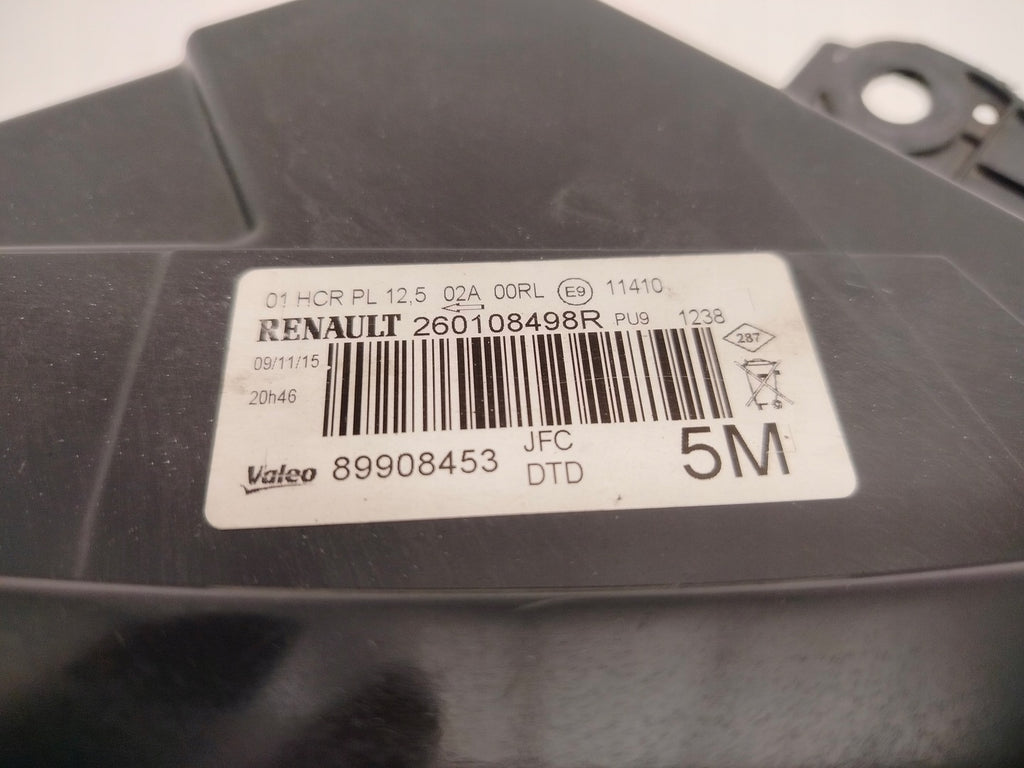 01 HCR PL 12,5 02A 00RL E9 11410
RENAULT 260108498R PU9 1238
287
09/11/15
20h46
Valeo 89908453 JFC
DTD
5M